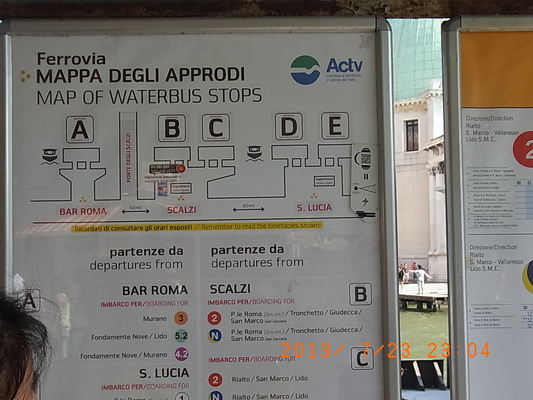 Ferrovia
MAPPA DEGLI APPRODI
MAP OF WATERBUS STOPS
Actv
A
B
C
D
E
PONTE DEGLI SCALZI
BAR ROMA
SCALZI
S. LUCIA
50mt
80mt
Ricordati di consultare gli orari esposti - Remember to read the timetables shown
partenze da
departures from
BAR ROMA
IMBARCO PER/BOARDING FOR
Murano 3
Fondamente Nove / Lido 5.2
Fondamente Nove / Murano 4.2
S. LUCIA
IMBARCO PER/BOARDING FOR
1
A
partenze da
departures from
SCALZI
B
IMBARCO PER/BOARDING FOR
2 P.le Roma / Tronchetto / Giudecca /
San Marco
N P.le Roma / Tronchetto / Giudecca /
San Marco
IMBARCO PER/BOARDING FOR
C
2 Rialto / San Marco / Lido
N
Direzione/Direction
Rialto
S. Marco - Vallaresso
Lido S.M.E.
2
Direzione/Direction
Rialto
S. Marco - Vallaresso
Lido S.M.E.
2013/ 7/23 23:04